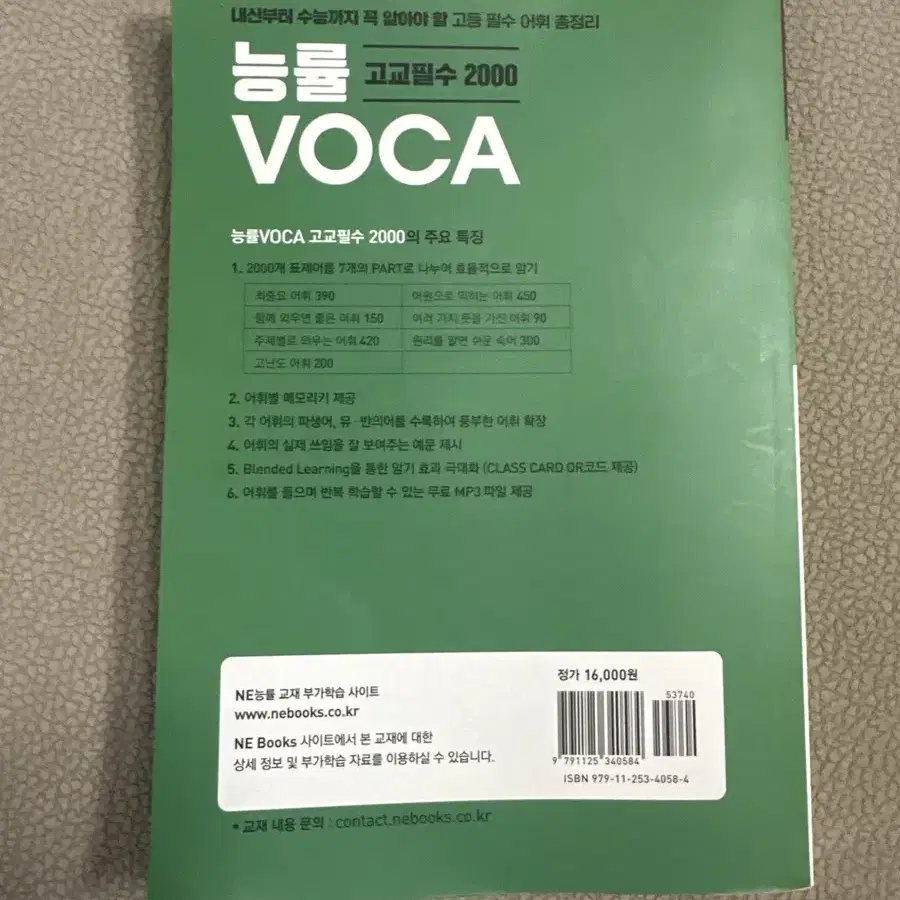 내신부터 수능까지 꼭 알아야 할 고등 필수 어휘 총정리
능률 고교필수 2000
VOCA
능률VOCA 고교필수 2000의 주요 특징
1. 2000개 표제어를 7개의 PART로 나누어 효율적으로 암기
최중요 어휘 390 어원으로 익히는 어휘 450
함께 외우면 좋은 어휘 150 여러 가지 뜻을 가진 어휘 90
주제별로 외우는 어휘 420 원리를 알면 쉬운 숙어 300
고난도 어휘 200
2. 어휘별 메모리키 제공
3. 각 어휘의 파생어, 유·반의어를 수록하여 풍부한 어휘 확장
4. 어휘의 실제 쓰임을 잘 보여주는 예문 제시
5. Blended Learning을 통한 암기 효과 극대화 (CLASS CARD QR코드 제공)
6. 어휘를 들으며 반복 학습할 수 있는 무료 MP3 파일 제공
NE능률 교재 부가학습 사이트
www.nebooks.co.kr
NE Books 사이트에서 본 교재에 대한
상세 정보 및 부가학습 자료를 이용하실 수 있습니다.
정가 16,000원
53740
9 791125 340584
ISBN 979-11-253-4058-4
• 교재 내용 문의 : contact.nebooks.co.kr